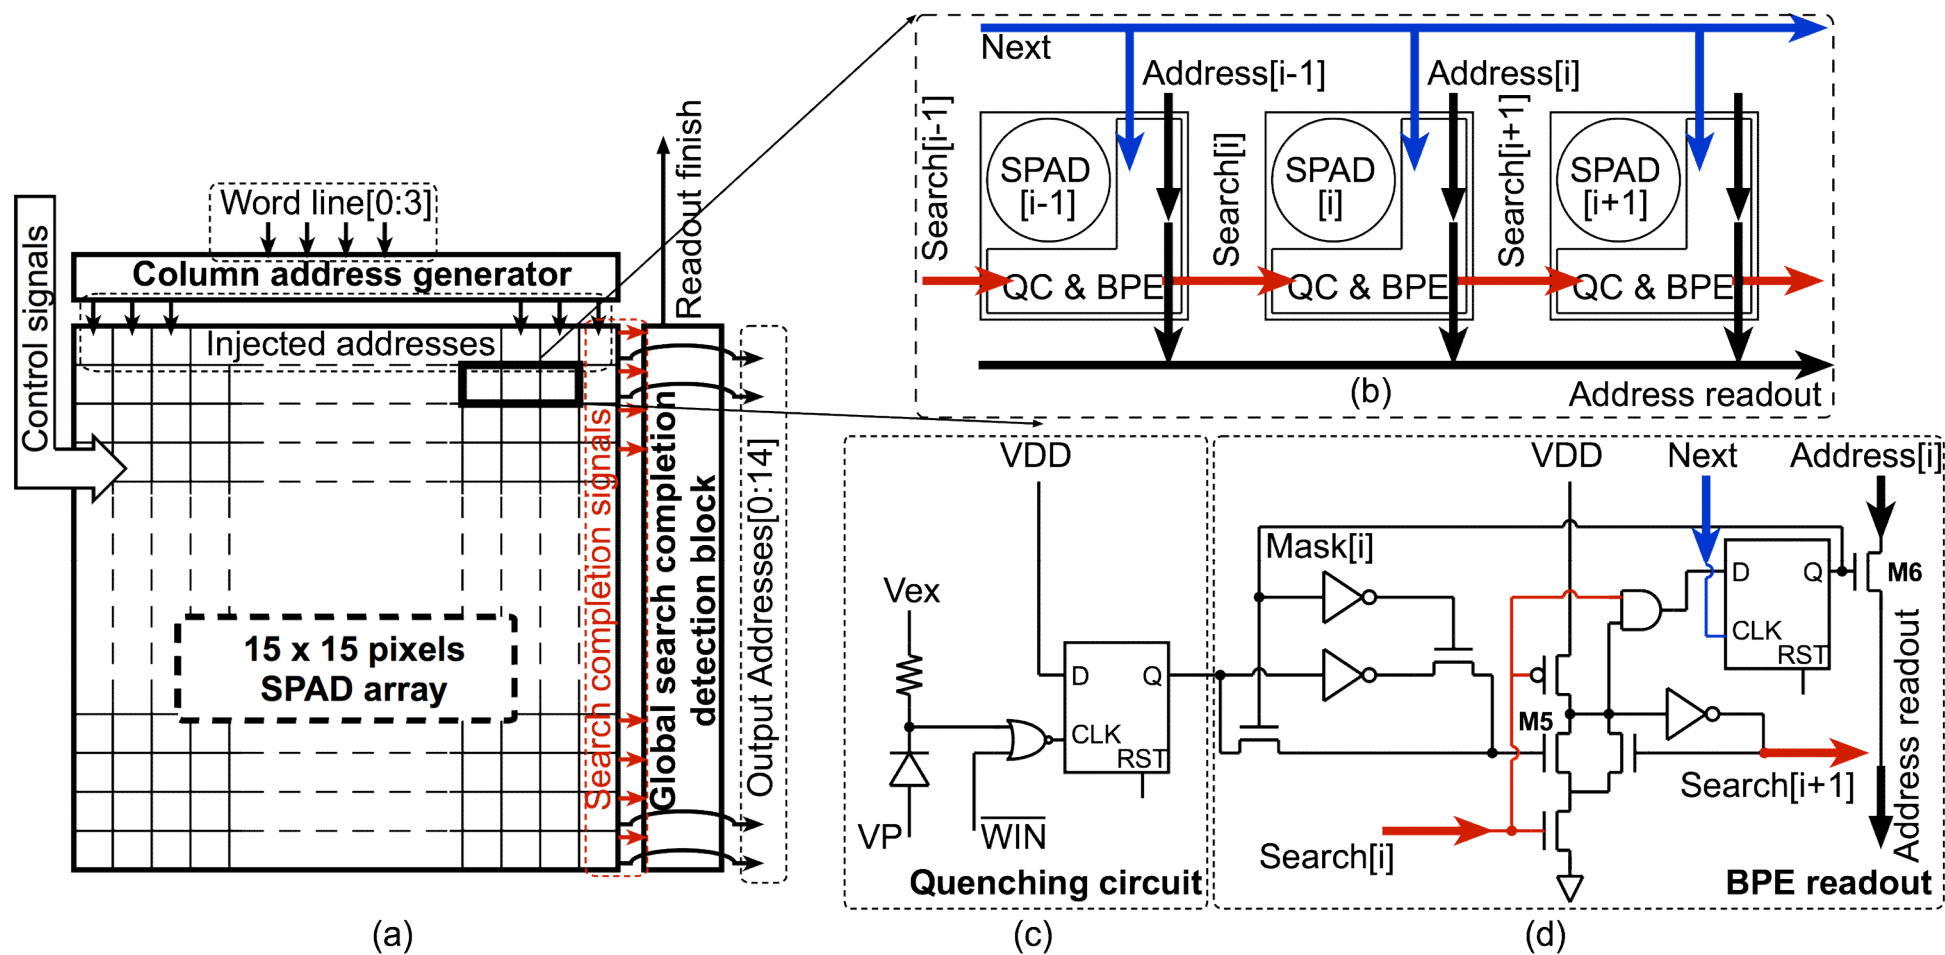 Control signals
Word line[0:3]
Column address generator
Injected addresses
15 x 15 pixels
SPAD array
Search completion signals
Global search completion
detection block
Readout finish
Output Addresses[0:14]
(a)
Next
Address[i-1]
Address[i]
Search[i-1]
SPAD
[i-1]
QC & BPE
Search[i]
SPAD
[i]
QC & BPE
Search[i+1]
SPAD
[i+1]
QC & BPE
(b)
Address readout
VDD
Vex
D
Q
CLK
RST
VP
WIN
Quenching circuit
(c)
VDD
Next
Address[i]
Mask[i]
D
Q
M6
CLK
RST
M5
Search[i+1]
Search[i]
Address readout
BPE readout
(d)